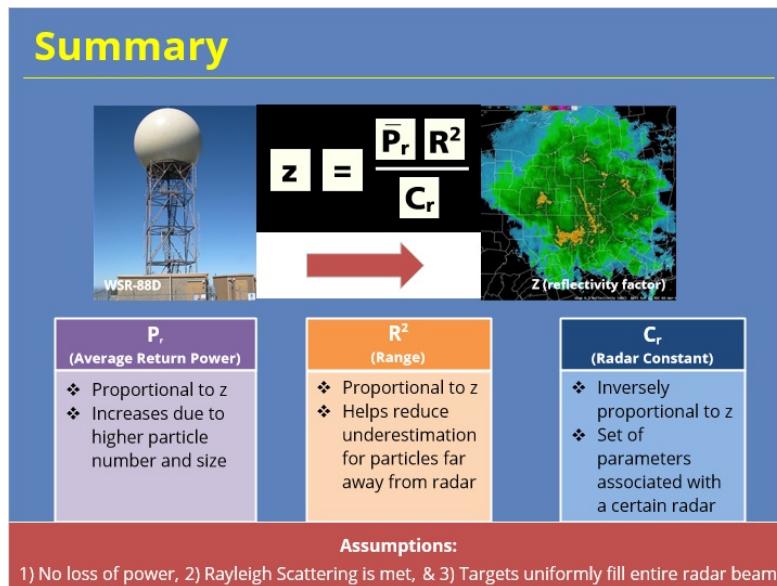 Summary
z = P̅r R²
Cr
WSR-88D
Z (reflectivity factor)
Pr
(Average Return Power)
❖ Proportional to z
❖ Increases due to
higher particle
number and size
R²
(Range)
❖ Proportional to z
❖ Helps reduce
underestimation
for particles far
away from radar
Cr
(Radar Constant)
❖ Inversely
proportional to z
❖ Set of
parameters
associated with
a certain radar
Assumptions:
1) No loss of power, 2) Rayleigh Scattering is met, & 3) Targets uniformly fill entire radar beam